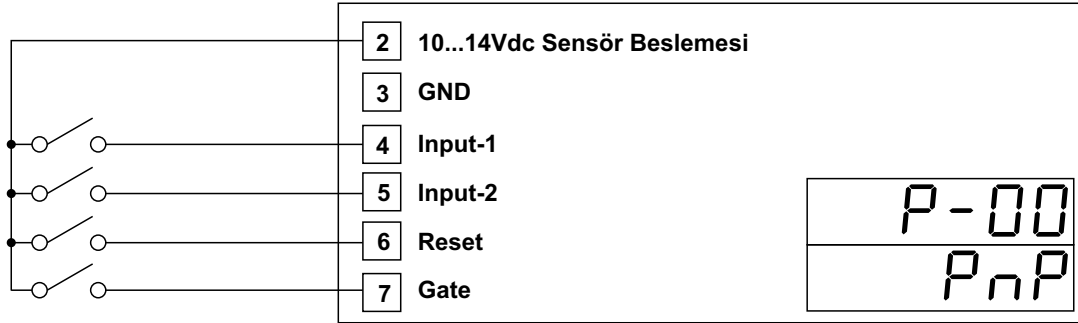 2 10...14Vdc Sensör Beslemesi
3 GND
4 Input-1
5 Input-2
6 Reset
7 Gate
P-00
PnP